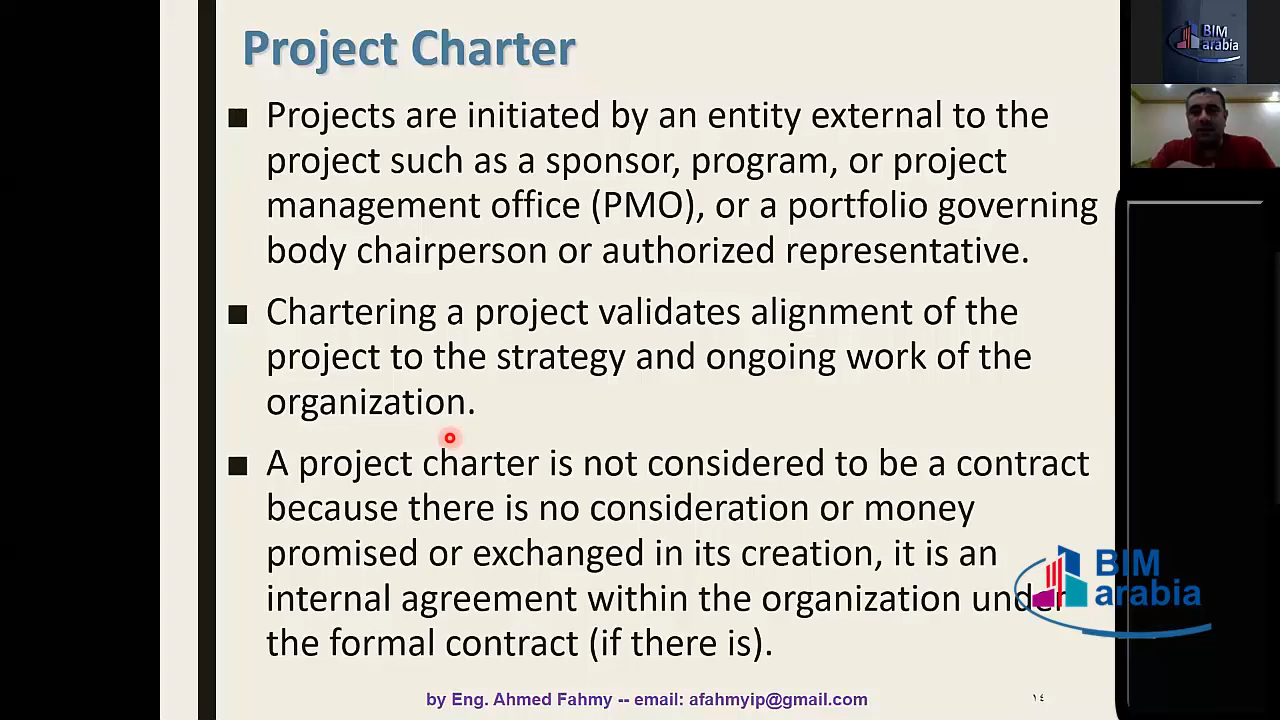 Project Charter
■ Projects are initiated by an entity external to the
project such as a sponsor, program, or project
management office (PMO), or a portfolio governing
body chairperson or authorized representative.
■ Chartering a project validates alignment of the
project to the strategy and ongoing work of the
organization.
■ A project charter is not considered to be a contract
because there is no consideration or money
promised or exchanged in its creation, it is an
internal agreement within the organization under
the formal contract (if there is).
by Eng. Ahmed Fahmy -- email: afahmyip@gmail.com
١٤
BIM
arabia
BIM
arabia